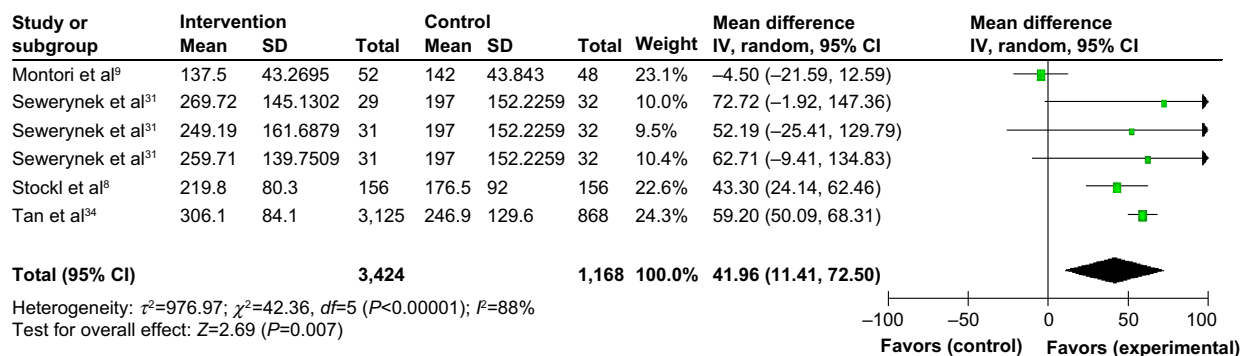 Study or Intervention Control Mean difference Mean difference
subgroup Mean SD Total Mean SD Total Weight IV, random, 95% CI IV, random, 95% CI
Montori et al⁹ 137.5 43.2695 52 142 43.843 48 23.1% –4.50 (–21.59, 12.59)
Sewerynek et al³¹ 269.72 145.1302 29 197 152.2259 32 10.0% 72.72 (–1.92, 147.36)
Sewerynek et al³¹ 249.19 161.6879 31 197 152.2259 32 9.5% 52.19 (–25.41, 129.79)
Sewerynek et al³¹ 259.71 139.7509 31 197 152.2259 32 10.4% 62.71 (–9.41, 134.83)
Stockl et al⁸ 219.8 80.3 156 176.5 92 156 22.6% 43.30 (24.14, 62.46)
Tan et al³⁴ 306.1 84.1 3,125 246.9 129.6 868 24.3% 59.20 (50.09, 68.31)
Total (95% CI) 3,424 1,168 100.0% 41.96 (11.41, 72.50)
Heterogeneity: τ²=976.97; χ²=42.36, df=5 (P<0.00001); I²=88%
Test for overall effect: Z=2.69 (P=0.007)
–100 –50 0 50 100
Favors (control) Favors (experimental)